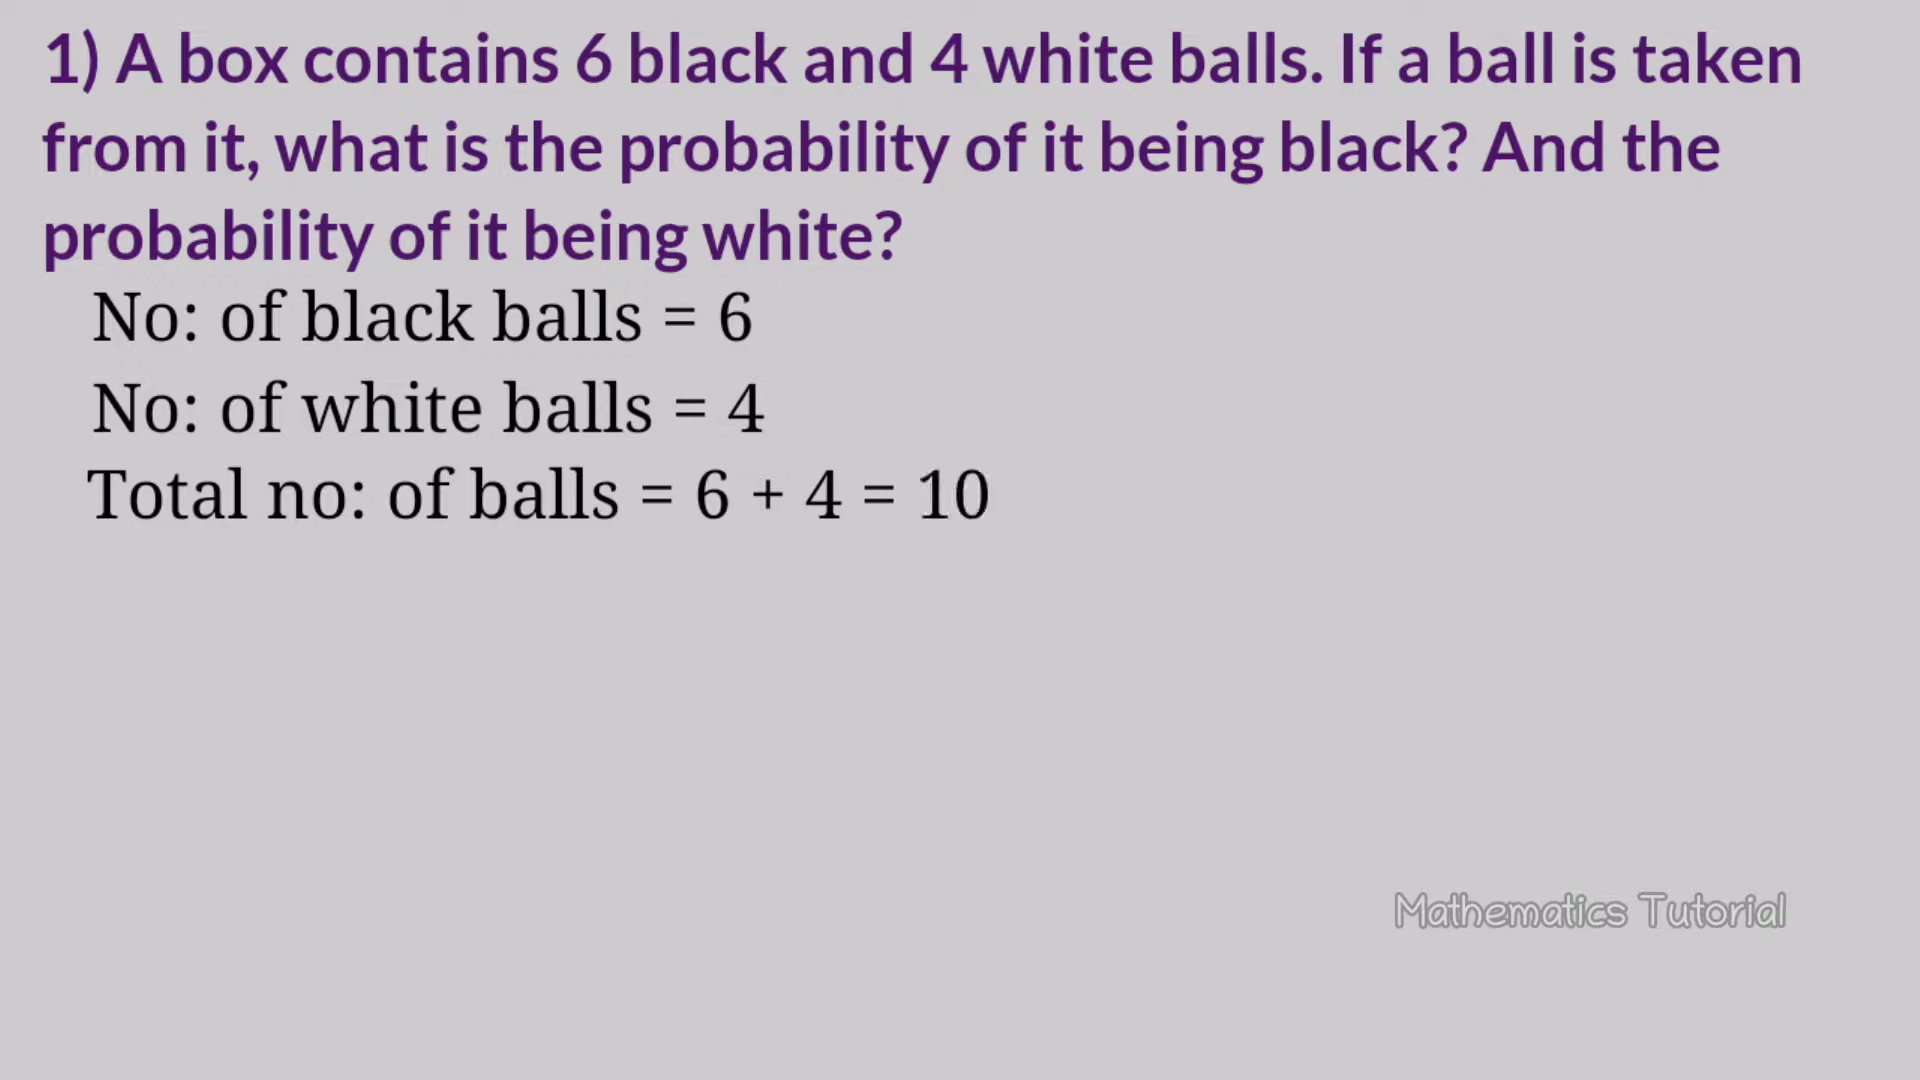 1) A box contains 6 black and 4 white balls. If a ball is taken
from it, what is the probability of it being black? And the
probability of it being white?
No: of black balls = 6
No: of white balls = 4
Total no: of balls = 6 + 4 = 10
Mathematics Tutorial